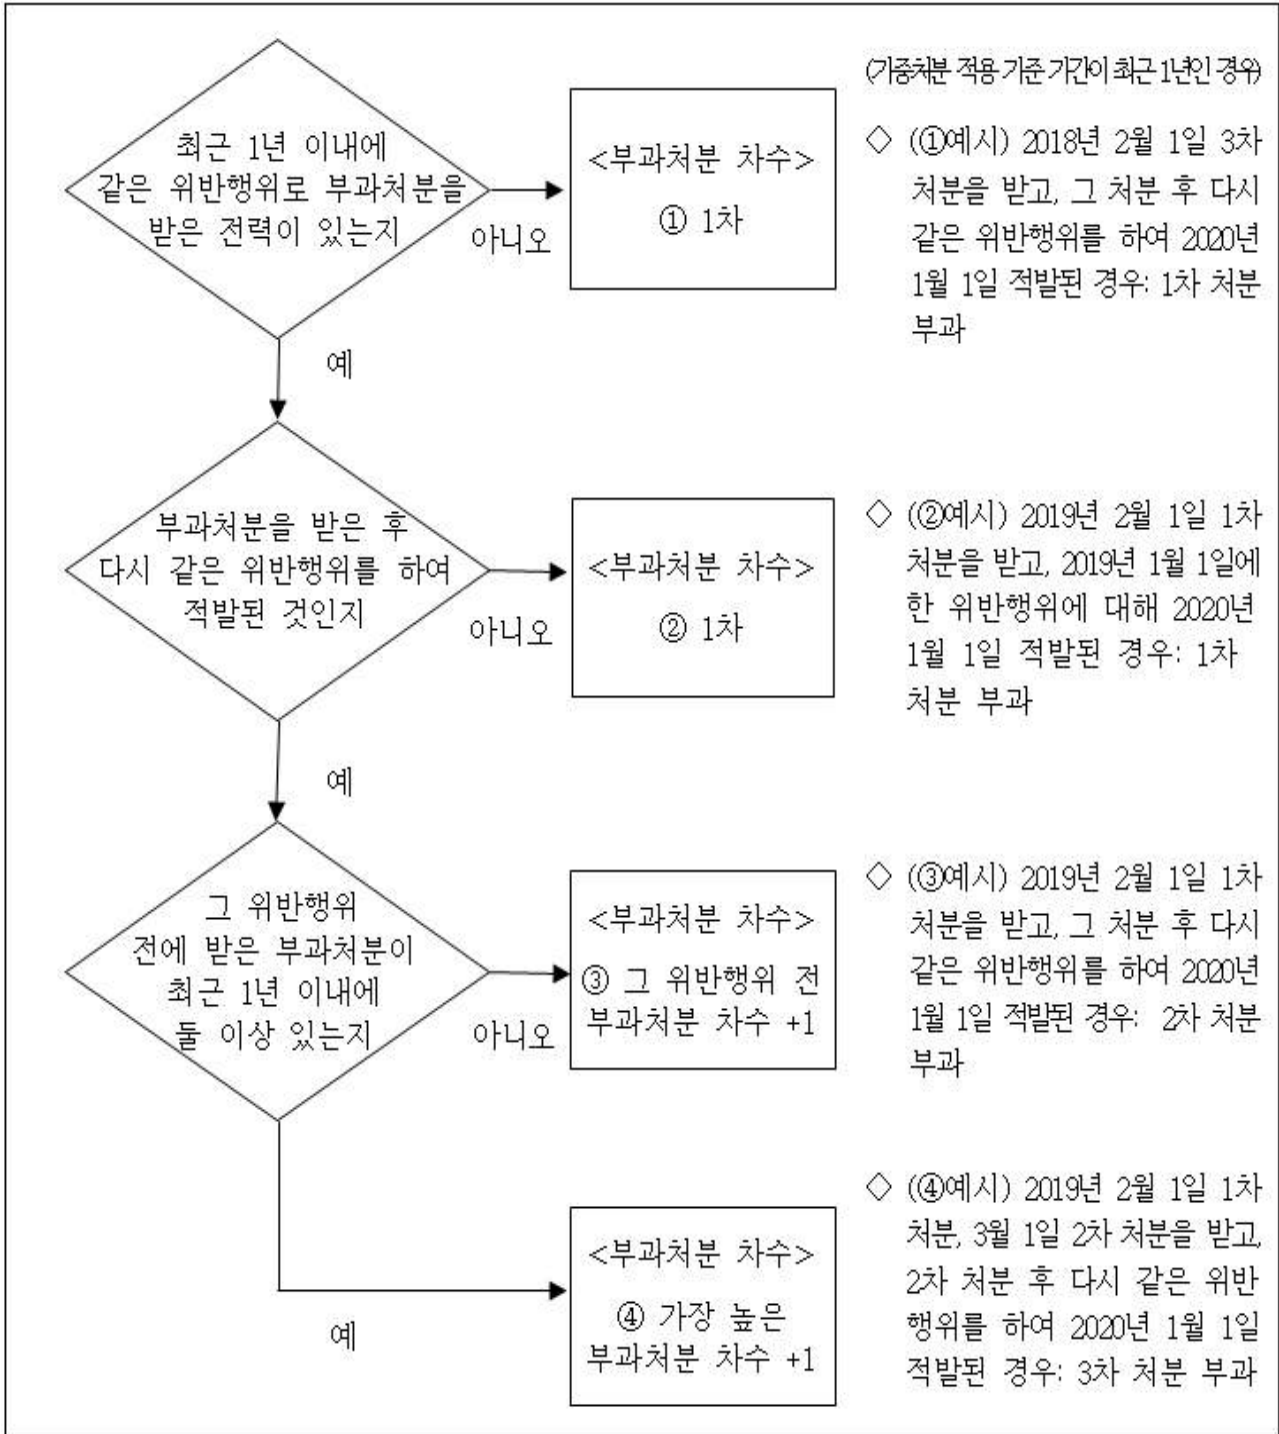 (가중처분 적용 기준 기간이 최근 1년인 경우)
최근 1년 이내에
같은 위반행위로 부과처분을
받은 전력이 있는지
아니오
예
<부과처분 차수>
① 1차
◇ (①예시) 2018년 2월 1일 3차
처분을 받고, 그 처분 후 다시
같은 위반행위를 하여 2020년
1월 1일 적발된 경우: 1차 처분
부과
부과처분을 받은 후
다시 같은 위반행위를 하여
적발된 것인지
아니오
예
<부과처분 차수>
② 1차
◇ (②예시) 2019년 2월 1일 1차
처분을 받고, 2019년 1월 1일에
한 위반행위에 대해 2020년
1월 1일 적발된 경우: 1차
처분 부과
그 위반행위
전에 받은 부과처분이
최근 1년 이내에
둘 이상 있는지
아니오
예
<부과처분 차수>
③ 그 위반행위 전
부과처분 차수 +1
◇ (③예시) 2019년 2월 1일 1차
처분을 받고, 그 처분 후 다시
같은 위반행위를 하여 2020년
1월 1일 적발된 경우: 2차 처분
부과
<부과처분 차수>
④ 가장 높은
부과처분 차수 +1
◇ (④예시) 2019년 2월 1일 1차
처분, 3월 1일 2차 처분을 받고,
2차 처분 후 다시 같은 위반
행위를 하여 2020년 1월 1일
적발된 경우: 3차 처분 부과